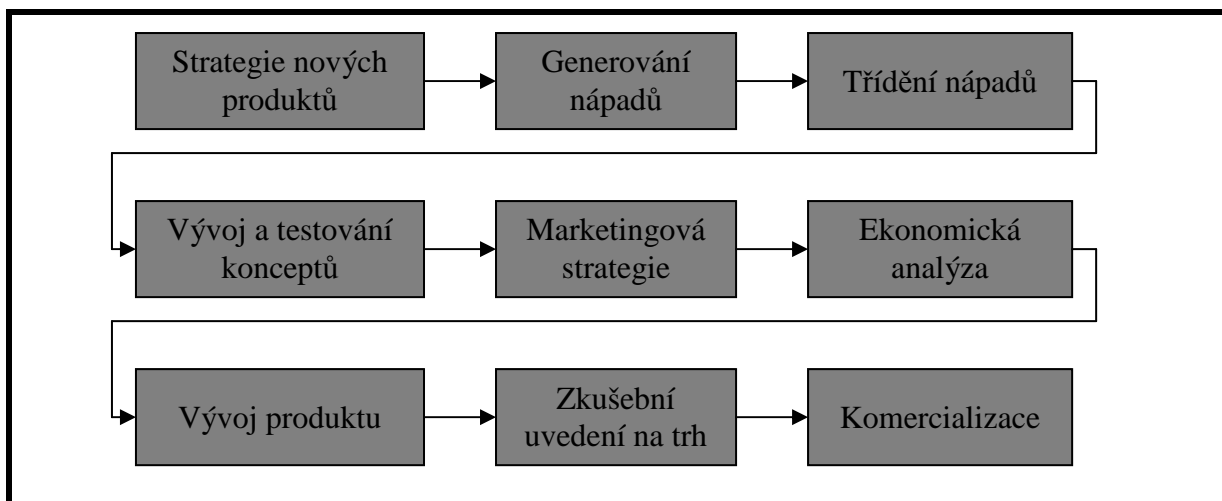 Strategie nových
produktů
Generování
nápadů
Třídění nápadů
Vývoj a testování
konceptů
Marketingová
strategie
Ekonomická
analýza
Vývoj produktu
Zkušební
uvedení na trh
Komercializace